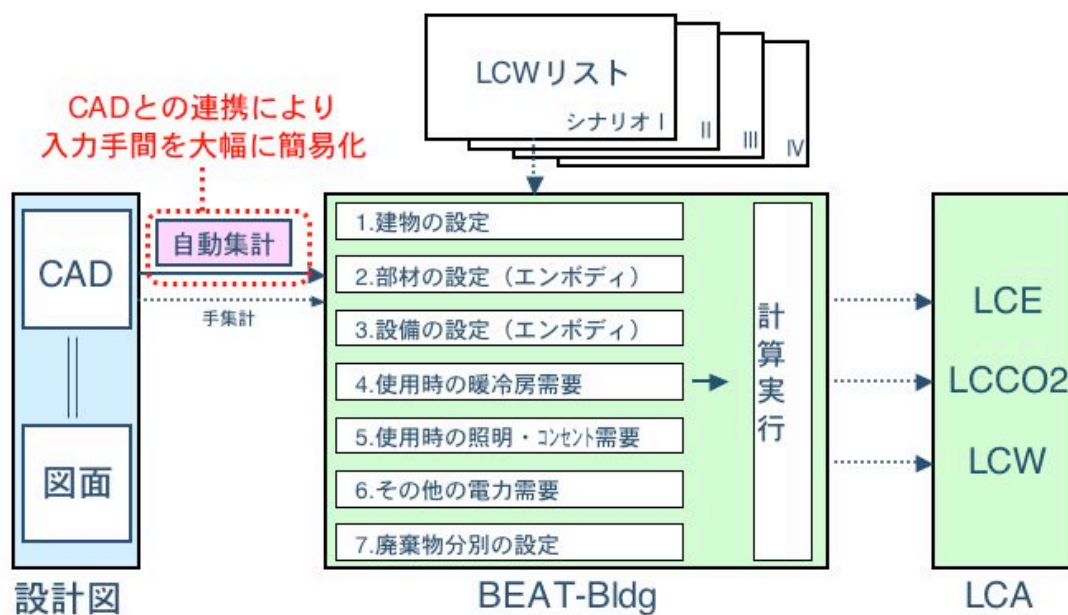 LCWリスト
シナリオ I
II
III
IV
CADとの連携により
入力手間を大幅に簡易化
自動集計
手集計
CAD
図面
設計図
1.建物の設定
2.部材の設定（エンボディ）
3.設備の設定（エンボディ）
4.使用時の暖冷房需要
5.使用時の照明・ｺﾝｾﾝﾄ需要
6.その他の電力需要
7.廃棄物分別の設定
計算実行
BEAT-Bldg
LCE
LCCO2
LCW
LCA